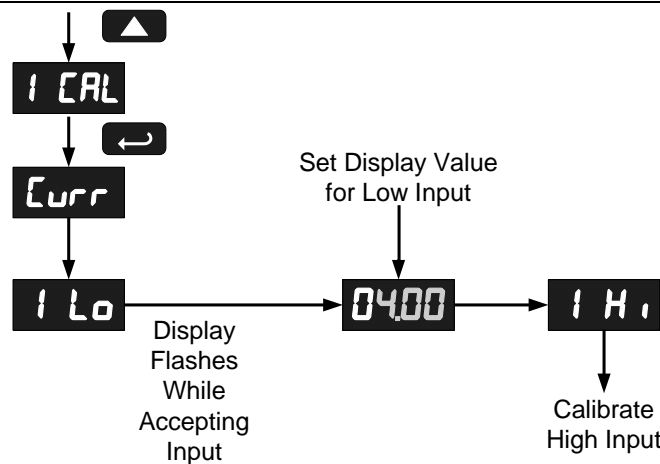 1 CAL
Curr
Set Display Value
for Low Input
1 Lo
04.00
1 Hi
Display
Flashes
While
Accepting
Input
Calibrate
High Input